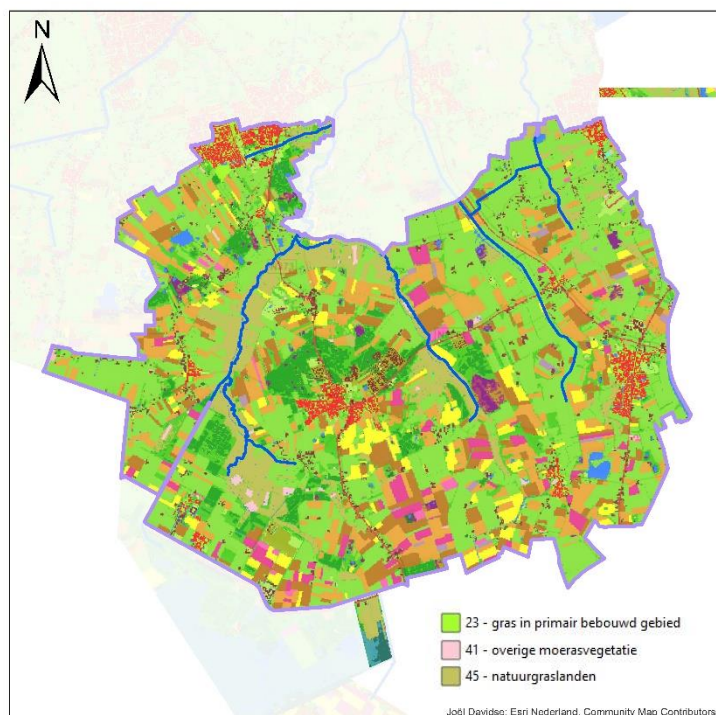 N
23 - gras in primair bebouwd gebied
41 - overige moerasvegetatie
45 - natuurgraslanden
Joël Davidse; Esri Nederland, Community Map Contributors